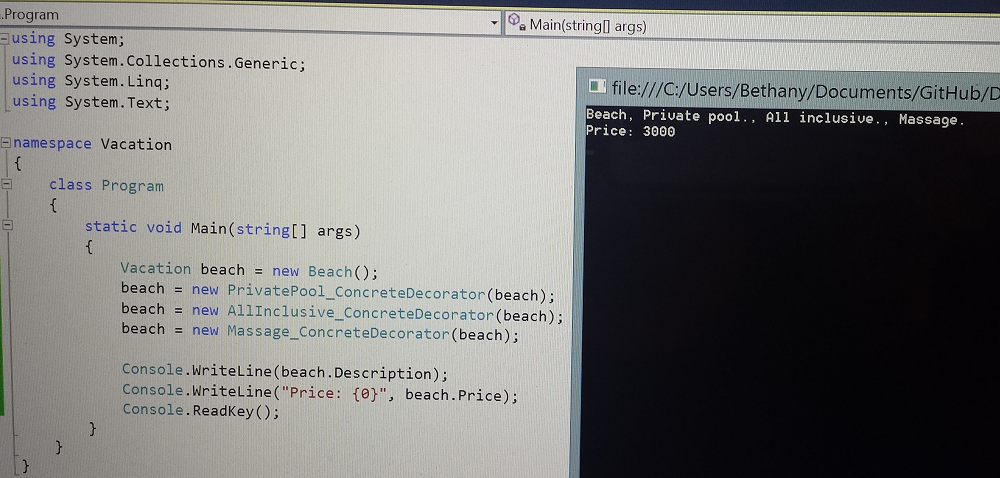 .Program
Main(string[] args)
using System;
using System.Collections.Generic;
using System.Linq;
using System.Text;
namespace Vacation
{
class Program
{
static void Main(string[] args)
{
Vacation beach = new Beach();
beach = new PrivatePool_ConcreteDecorator(beach);
beach = new AllInclusive_ConcreteDecorator(beach);
beach = new Massage_ConcreteDecorator(beach);
Console.WriteLine(beach.Description);
Console.WriteLine("Price: {0}", beach.Price);
Console.ReadKey();
}
}
}
file:///C:/Users/Bethany/Documents/GitHub/D
Beach, Private pool., All inclusive., Massage.
Price: 3000